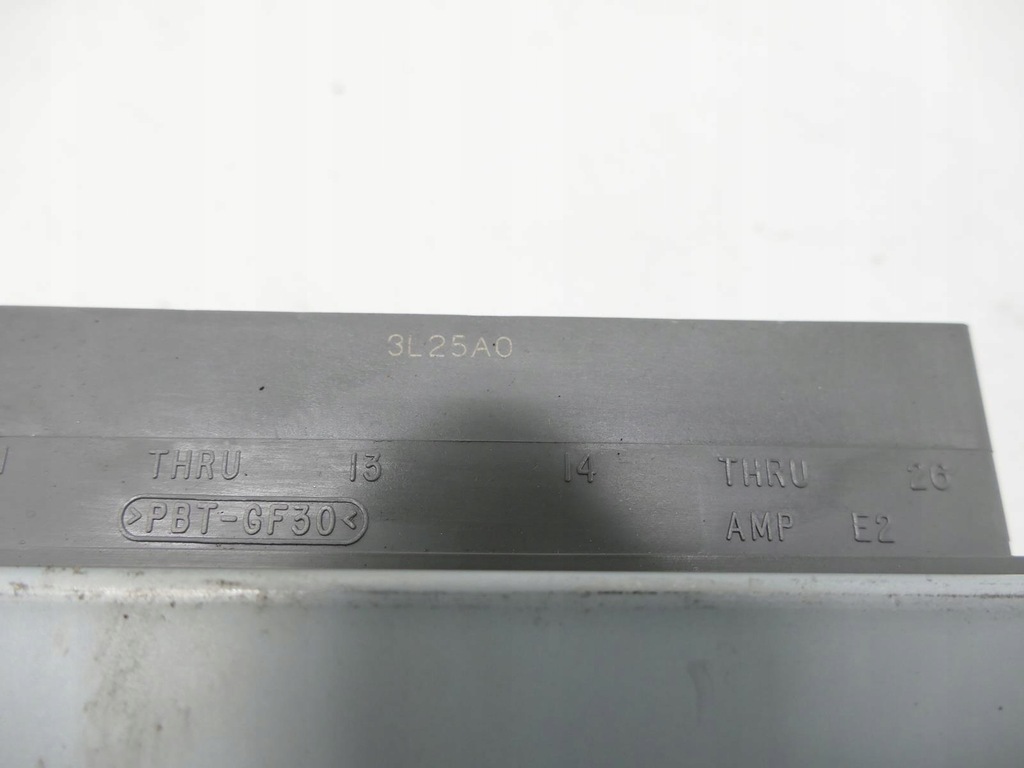 3L25A0
THRU 13 14 THRU 26
>PBT-GF30< AMP E2